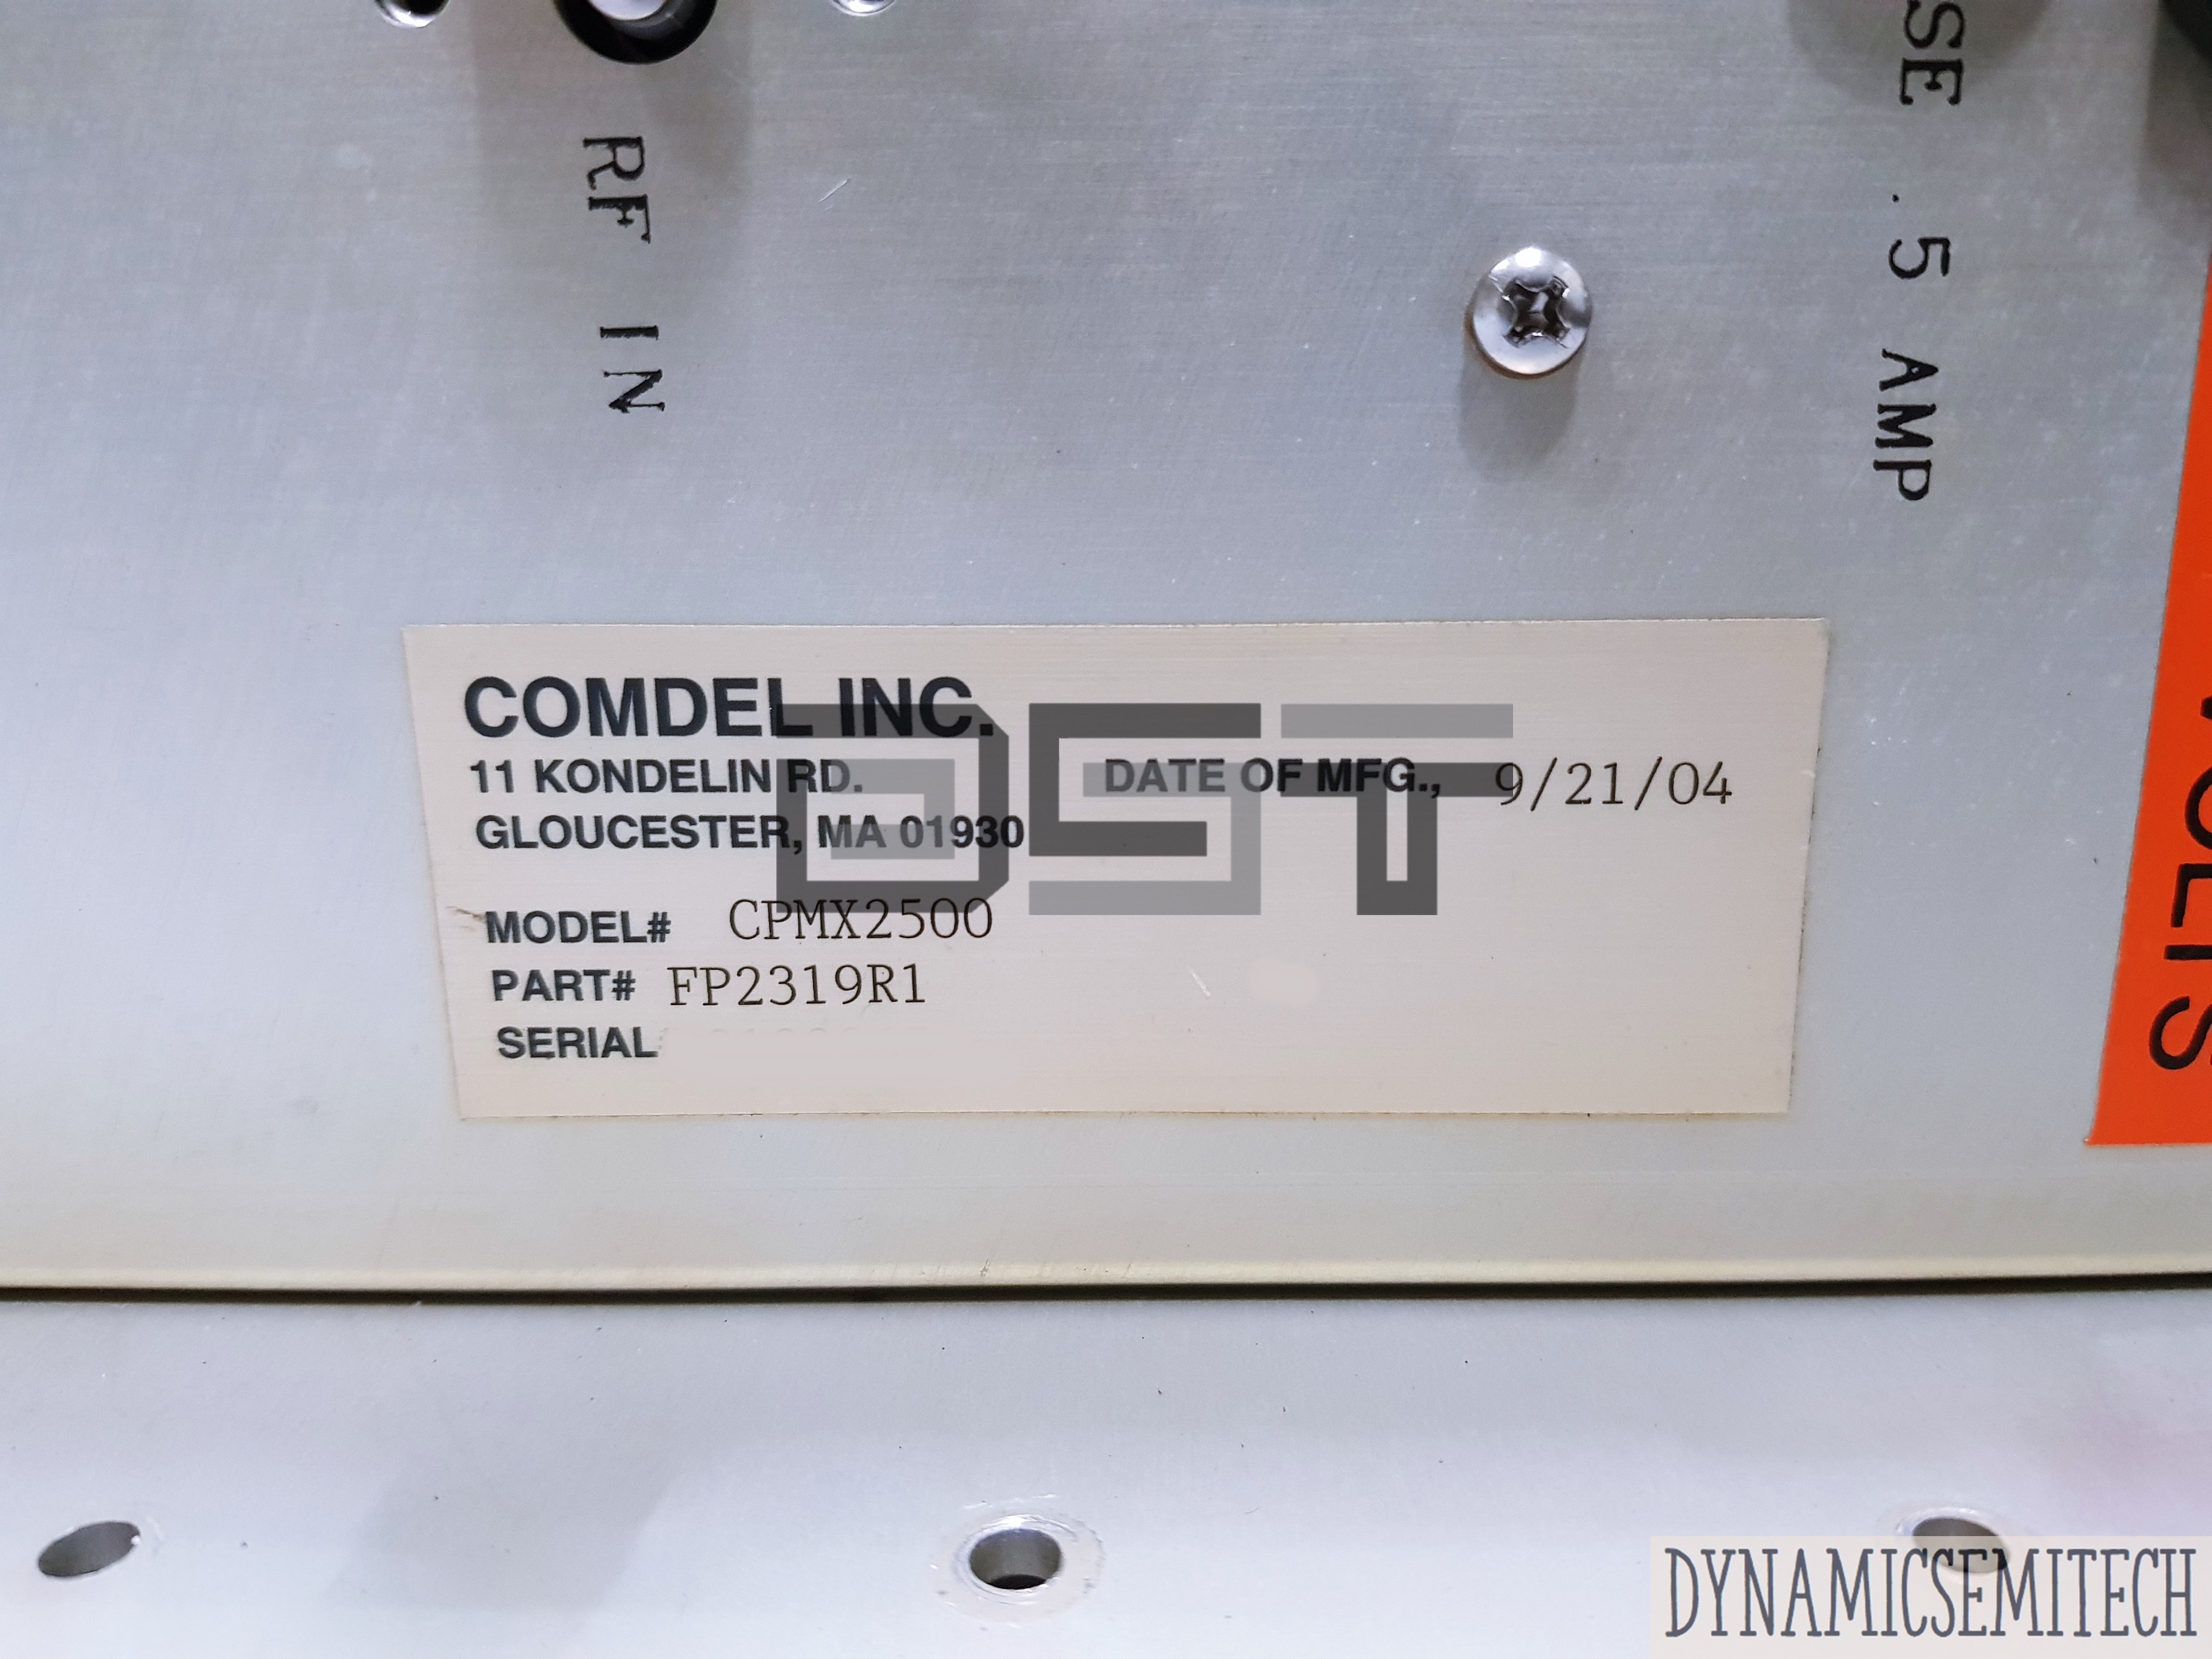 RF IN
.5 AMP
COMDEL INC.
11 KONDELIN RD.
DATE OF MFG., 9/21/04
GLOUCESTER, MA 01930
DST
MODEL# CPMX2500
PART# FP2319R1
SERIAL
VOLTS
DYNAMICSEMITECH